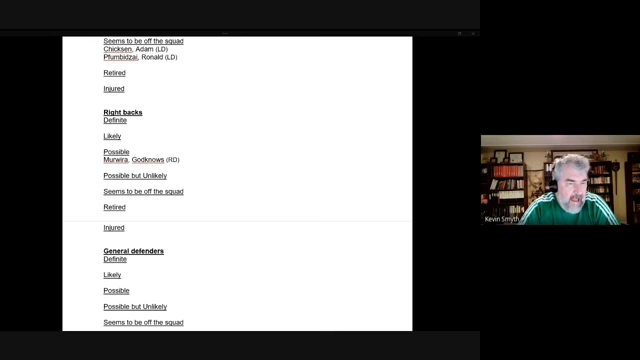 Seems to be off the squad
Chicksen, Adam (LD)
Pfumbidzai, Ronald (LD)
Retired
Injured
Right backs
Definite
Likely
Possible
Murwira, Godknows (RD)
Possible but Unlikely
Seems to be off the squad
Retired
Injured
General defenders
Definite
Likely
Possible
Possible but Unlikely
Seems to be off the squad
Kevin Smyth